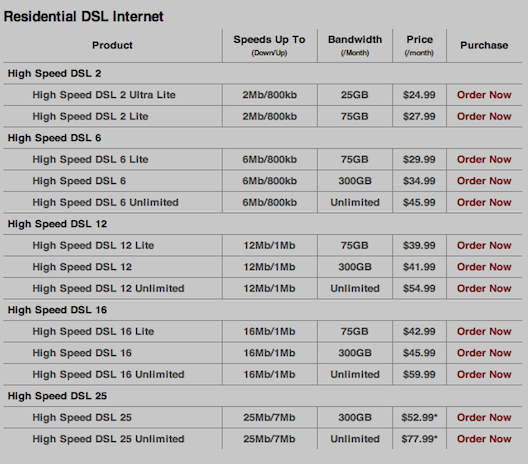 Residential DSL Internet
Product Speeds Up To (Down/Up) Bandwidth (/Month) Price (/month) Purchase
High Speed DSL 2
High Speed DSL 2 Ultra Lite 2Mb/800kb 25GB $24.99 Order Now
High Speed DSL 2 Lite 2Mb/800kb 75GB $27.99 Order Now
High Speed DSL 6
High Speed DSL 6 Lite 6Mb/800kb 75GB $29.99 Order Now
High Speed DSL 6 6Mb/800kb 300GB $34.99 Order Now
High Speed DSL 6 Unlimited 6Mb/800kb Unlimited $45.99 Order Now
High Speed DSL 12
High Speed DSL 12 Lite 12Mb/1Mb 75GB $39.99 Order Now
High Speed DSL 12 12Mb/1Mb 300GB $41.99 Order Now
High Speed DSL 12 Unlimited 12Mb/1Mb Unlimited $54.99 Order Now
High Speed DSL 16
High Speed DSL 16 Lite 16Mb/1Mb 75GB $42.99 Order Now
High Speed DSL 16 16Mb/1Mb 300GB $45.99 Order Now
High Speed DSL 16 Unlimited 16Mb/1Mb Unlimited $59.99 Order Now
High Speed DSL 25
High Speed DSL 25 25Mb/7Mb 300GB $52.99* Order Now
High Speed DSL 25 Unlimited 25Mb/7Mb Unlimited $77.99* Order Now